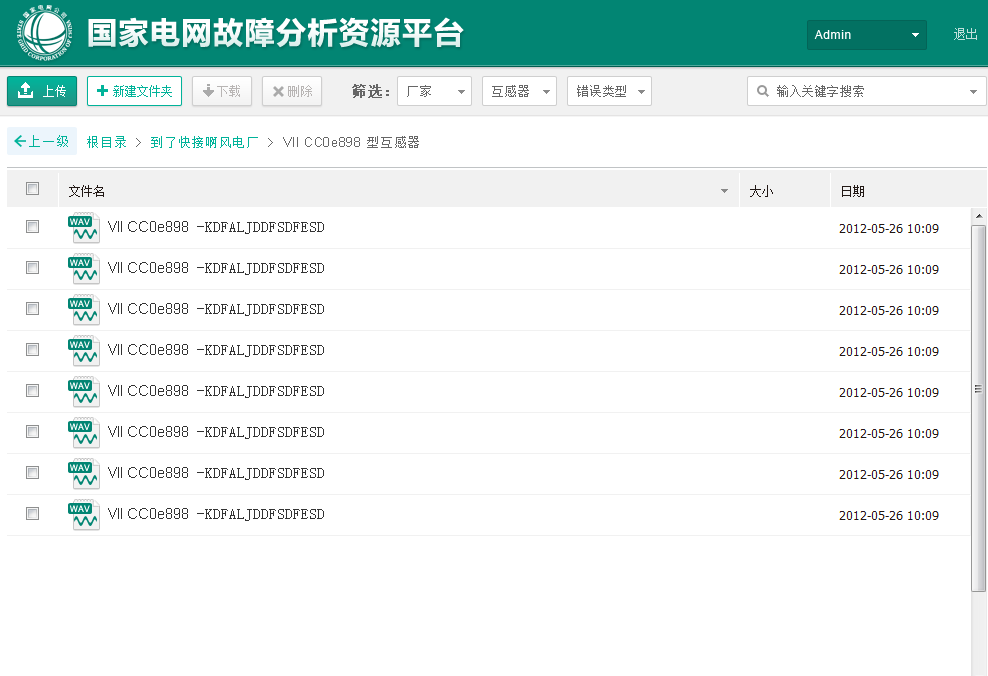 国家电网公司
STATE GRID CORPORATION OF CHINA
国家电网故障分析资源平台
Admin
退出
上传 新建文件夹 下载 删除 筛选： 厂家 互感器 错误类型 输入关键字搜索
上一级 根目录 > 到了快接啊风电厂 > VII CC0e898 型互感器
文件名 大小 日期
WAV VII CC0e898 -KDFALJDDFSDFESD 2012-05-26 10:09
WAV VII CC0e898 -KDFALJDDFSDFESD 2012-05-26 10:09
WAV VII CC0e898 -KDFALJDDFSDFESD 2012-05-26 10:09
WAV VII CC0e898 -KDFALJDDFSDFESD 2012-05-26 10:09
WAV VII CC0e898 -KDFALJDDFSDFESD 2012-05-26 10:09
WAV VII CC0e898 -KDFALJDDFSDFESD 2012-05-26 10:09
WAV VII CC0e898 -KDFALJDDFSDFESD 2012-05-26 10:09
WAV VII CC0e898 -KDFALJDDFSDFESD 2012-05-26 10:09